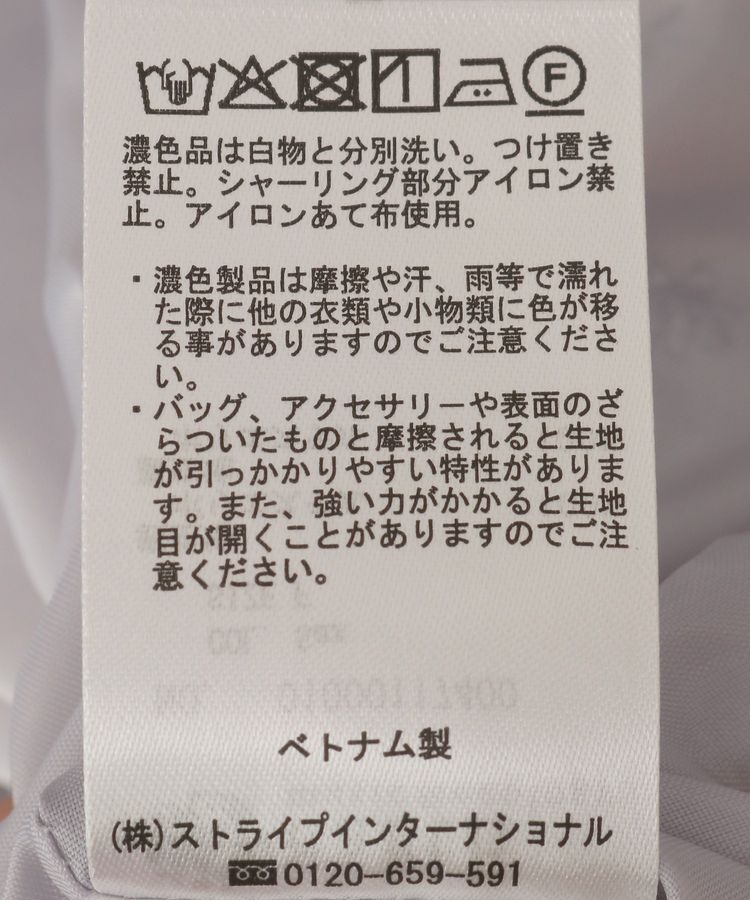 F
濃色品は白物と分別洗い。つけ置き
禁止。シャーリング部分アイロン禁
止。アイロンあて布使用。
・濃色製品は摩擦や汗、雨等で濡れ
た際に他の衣類や小物類に色が移
る事がありますのでご注意くださ
い。
・バッグ、アクセサリーや表面のざ
らついたものと摩擦されると生地
が引っかかりやすい特性がありま
す。また、強い力がかかると生地
目が開くことがありますのでご注
意ください。
ベトナム製
(株)ストライプインターナショナル
0120-659-591